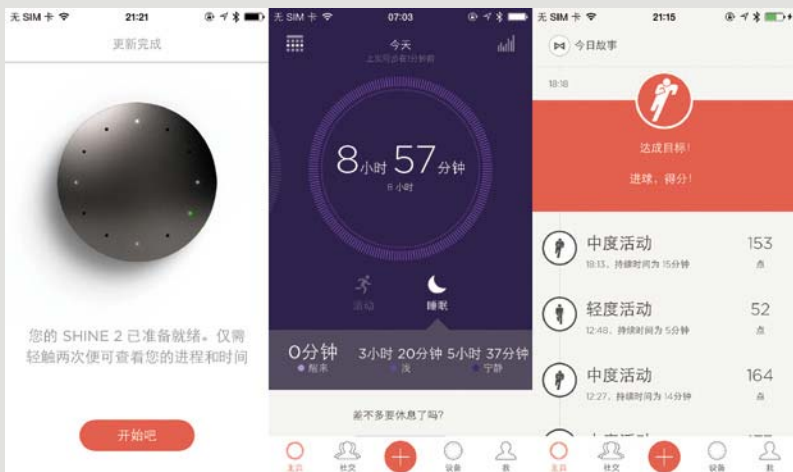 无 SIM 卡
21:21
更新完成
您的 SHINE 2 已准备就绪。仅需
轻触两次便可查看您的进程和时间
开始吧
无 SIM 卡
07:03
今天
8小时 57分钟
8 小时
活动
睡眠
0分钟 3小时 20分钟 5小时 37分钟
醒来 浅 宁静
差不多要休息了吗?
主页 社交 设备 我
无 SIM 卡
21:15
今日故事
18:18
达成目标!
进球，得分!
中度活动 153
18:13，持续时间为 15分钟 点
轻度活动 52
12:48，持续时间为 5分钟 点
中度活动 164
12:27，持续时间为 14分钟 点
主页 社交 设备 我